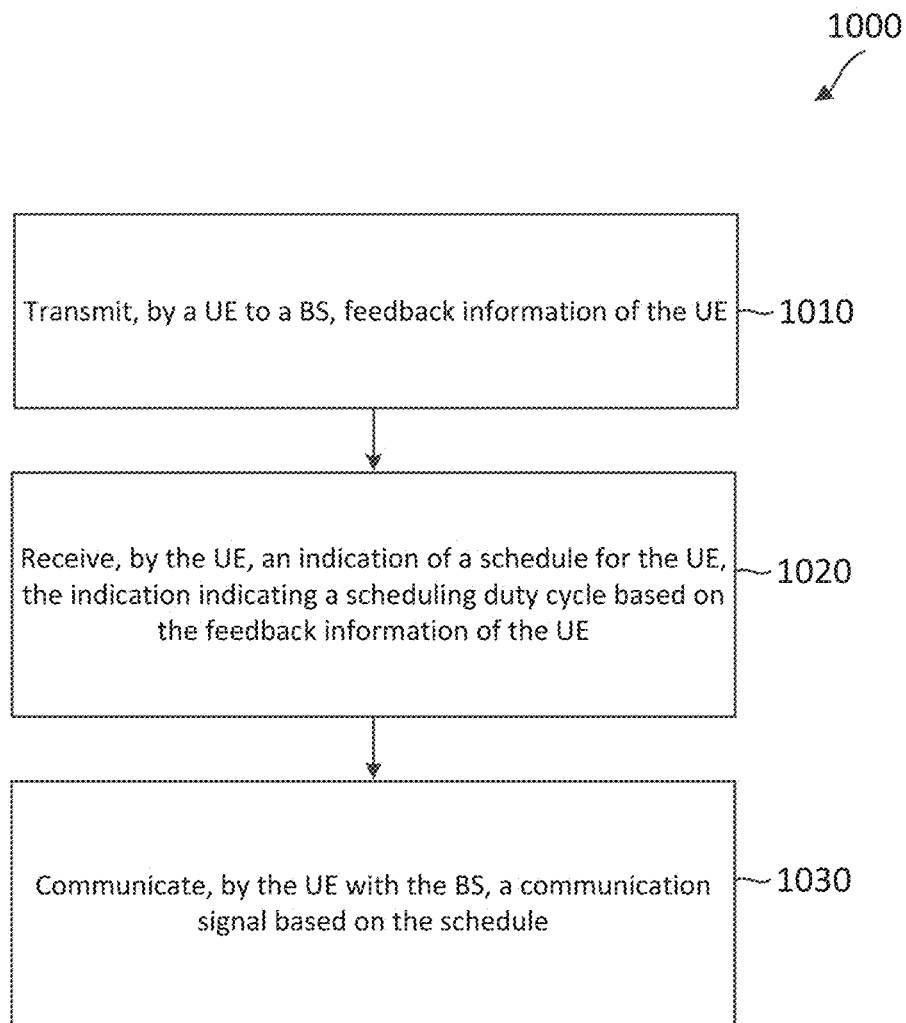 1000
Transmit, by a UE to a BS, feedback information of the UE
1010
Receive, by the UE, an indication of a schedule for the UE,
the indication indicating a scheduling duty cycle based on
the feedback information of the UE
1020
Communicate, by the UE with the BS, a communication
signal based on the schedule
1030